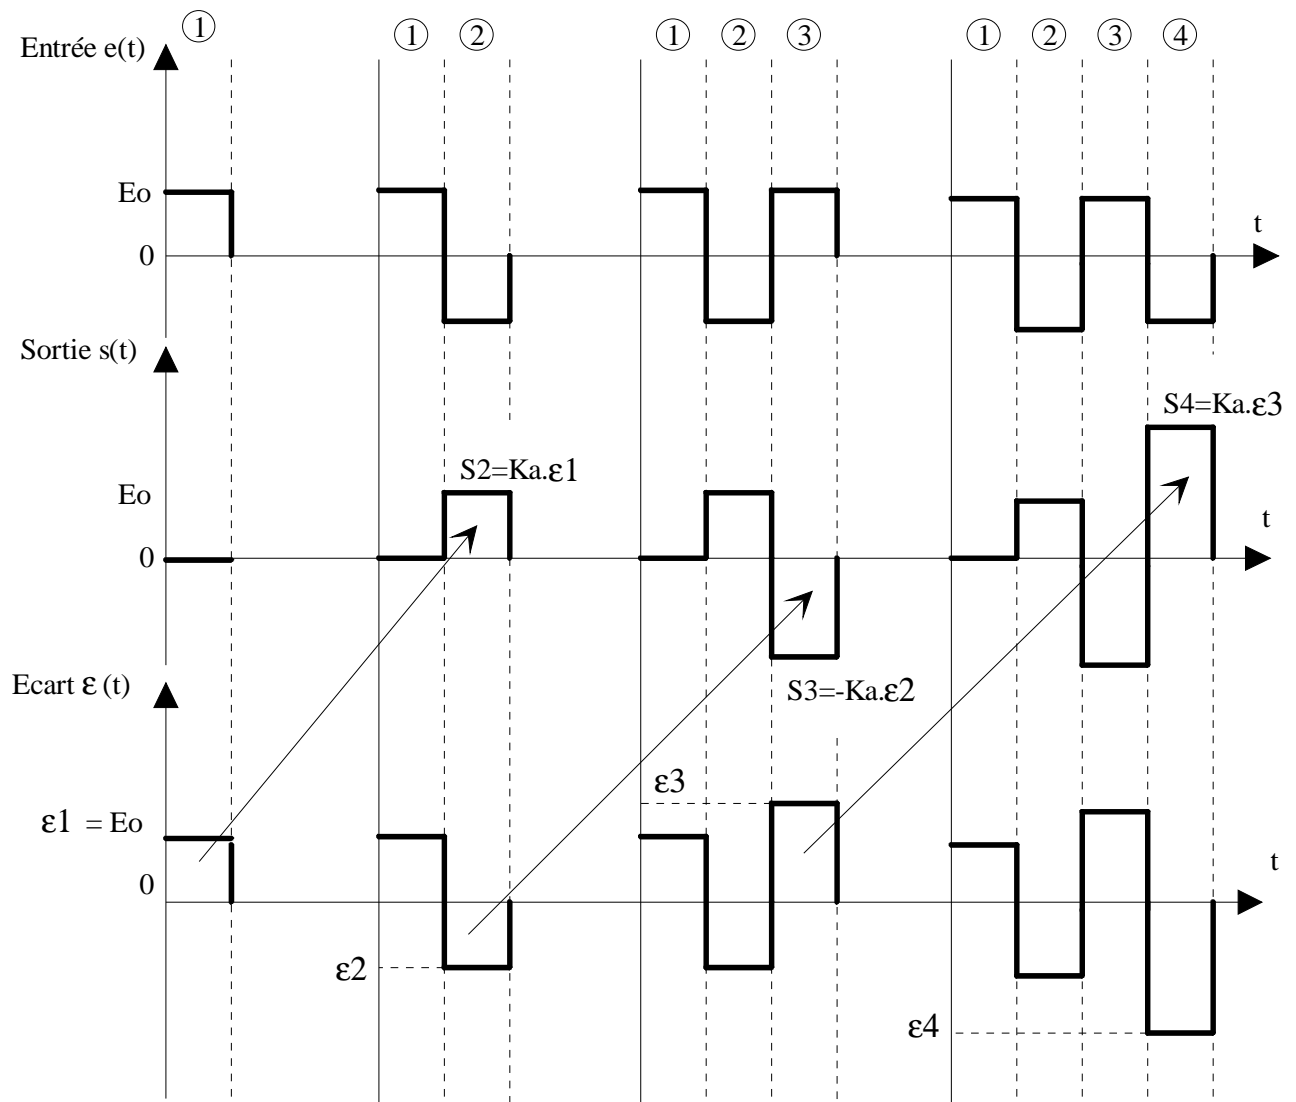 ① ① ② ① ② ③ ① ② ③ ④
Entrée e(t)
Eo
t
0
Sortie s(t)
S4=Ka.ε3
S2=Ka.ε1
Eo
t
0
Ecart ε (t)
S3=-Ka.ε2
ε3
ε1 = Eo
t
0
ε2
ε4